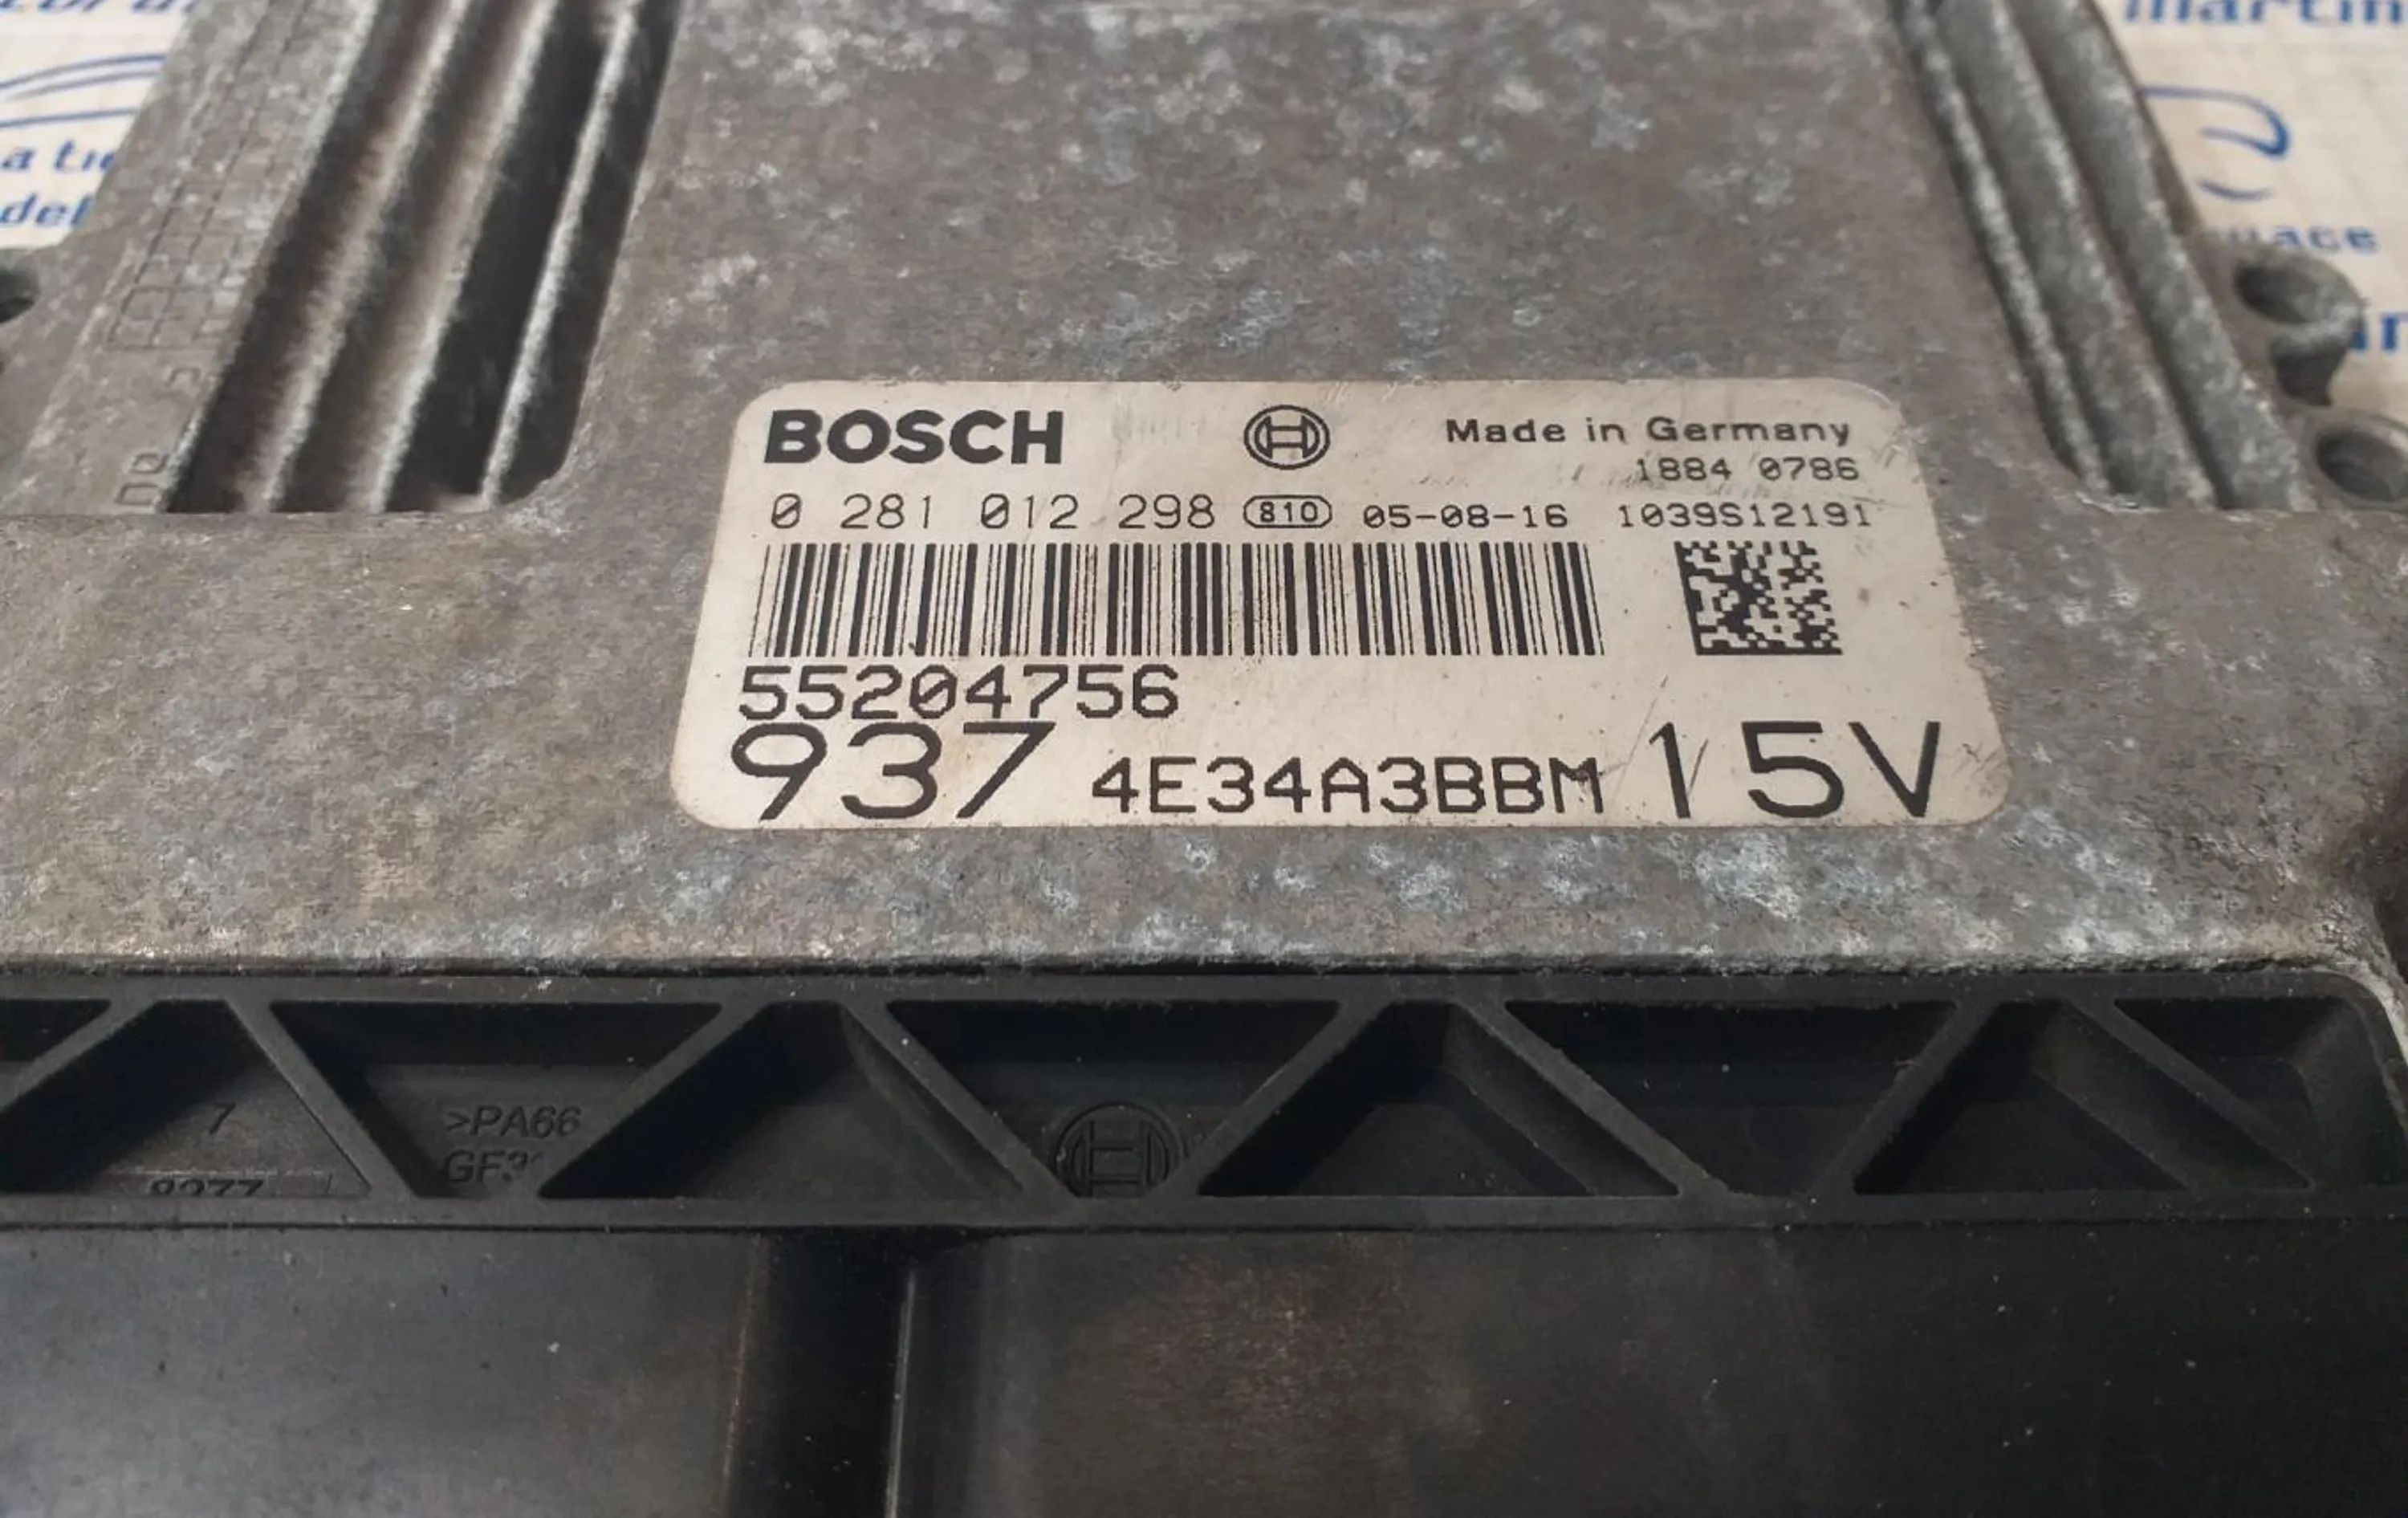 BOSCH
Made in Germany
1884 0786
0 281 012 298 810 05-08-16 1039S12191
55204756
937 4E34A3BBM 15V
7
>PA66